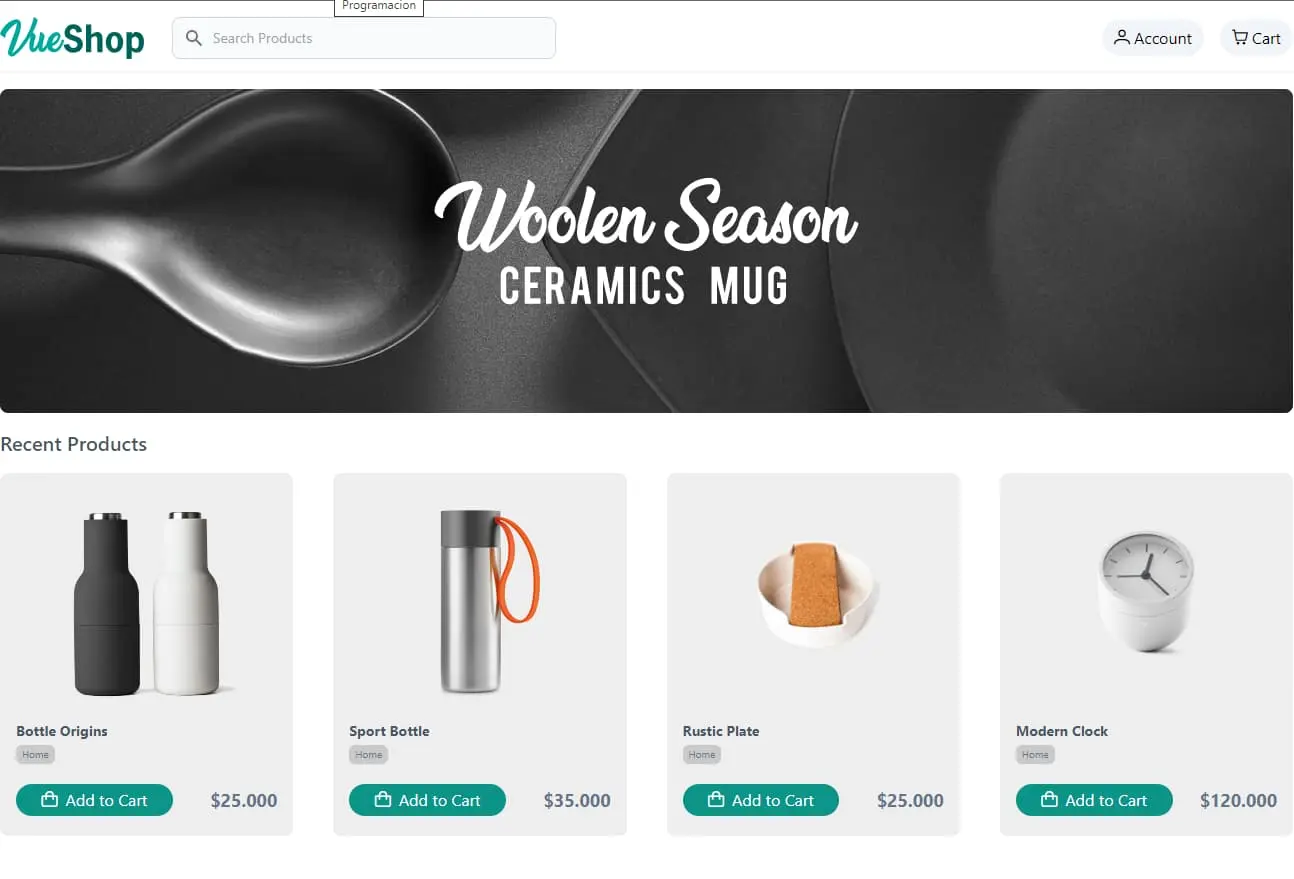 Programacion
VueShop
Search Products
Account
Cart
Woolen Season
CERAMICS MUG
Recent Products
Bottle Origins
Home
Add to Cart
$25.000
Sport Bottle
Home
Add to Cart
$35.000
Rustic Plate
Home
Add to Cart
$25.000
Modern Clock
Home
Add to Cart
$120.000